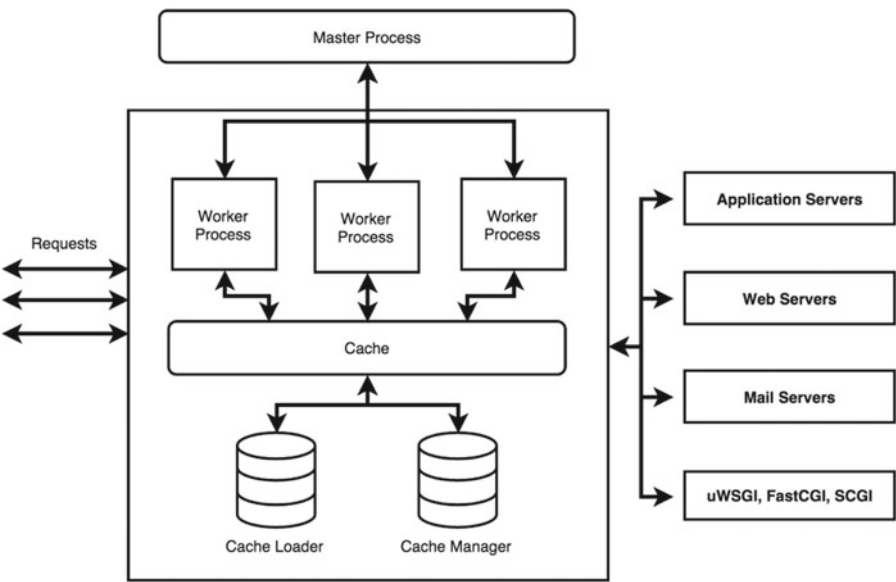 Master Process
Worker
Process
Worker
Process
Worker
Process
Requests
Cache
Cache Loader
Cache Manager
Application Servers
Web Servers
Mail Servers
uWSGI, FastCGI, SCGI